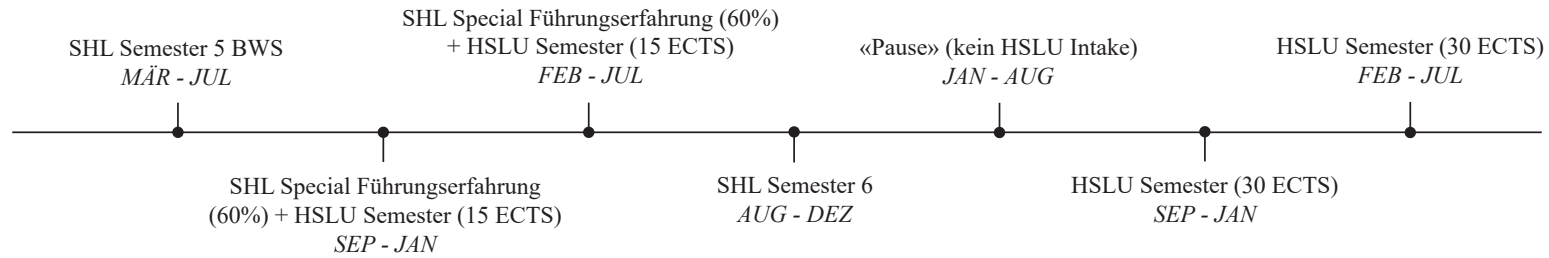 SHL Semester 5 BWS
MÄR - JUL
SHL Special Führungserfahrung
(60%) + HSLU Semester (15 ECTS)
SEP - JAN
SHL Special Führungserfahrung (60%)
+ HSLU Semester (15 ECTS)
FEB - JUL
SHL Semester 6
AUG - DEZ
«Pause» (kein HSLU Intake)
JAN - AUG
HSLU Semester (30 ECTS)
SEP - JAN
HSLU Semester (30 ECTS)
FEB - JUL